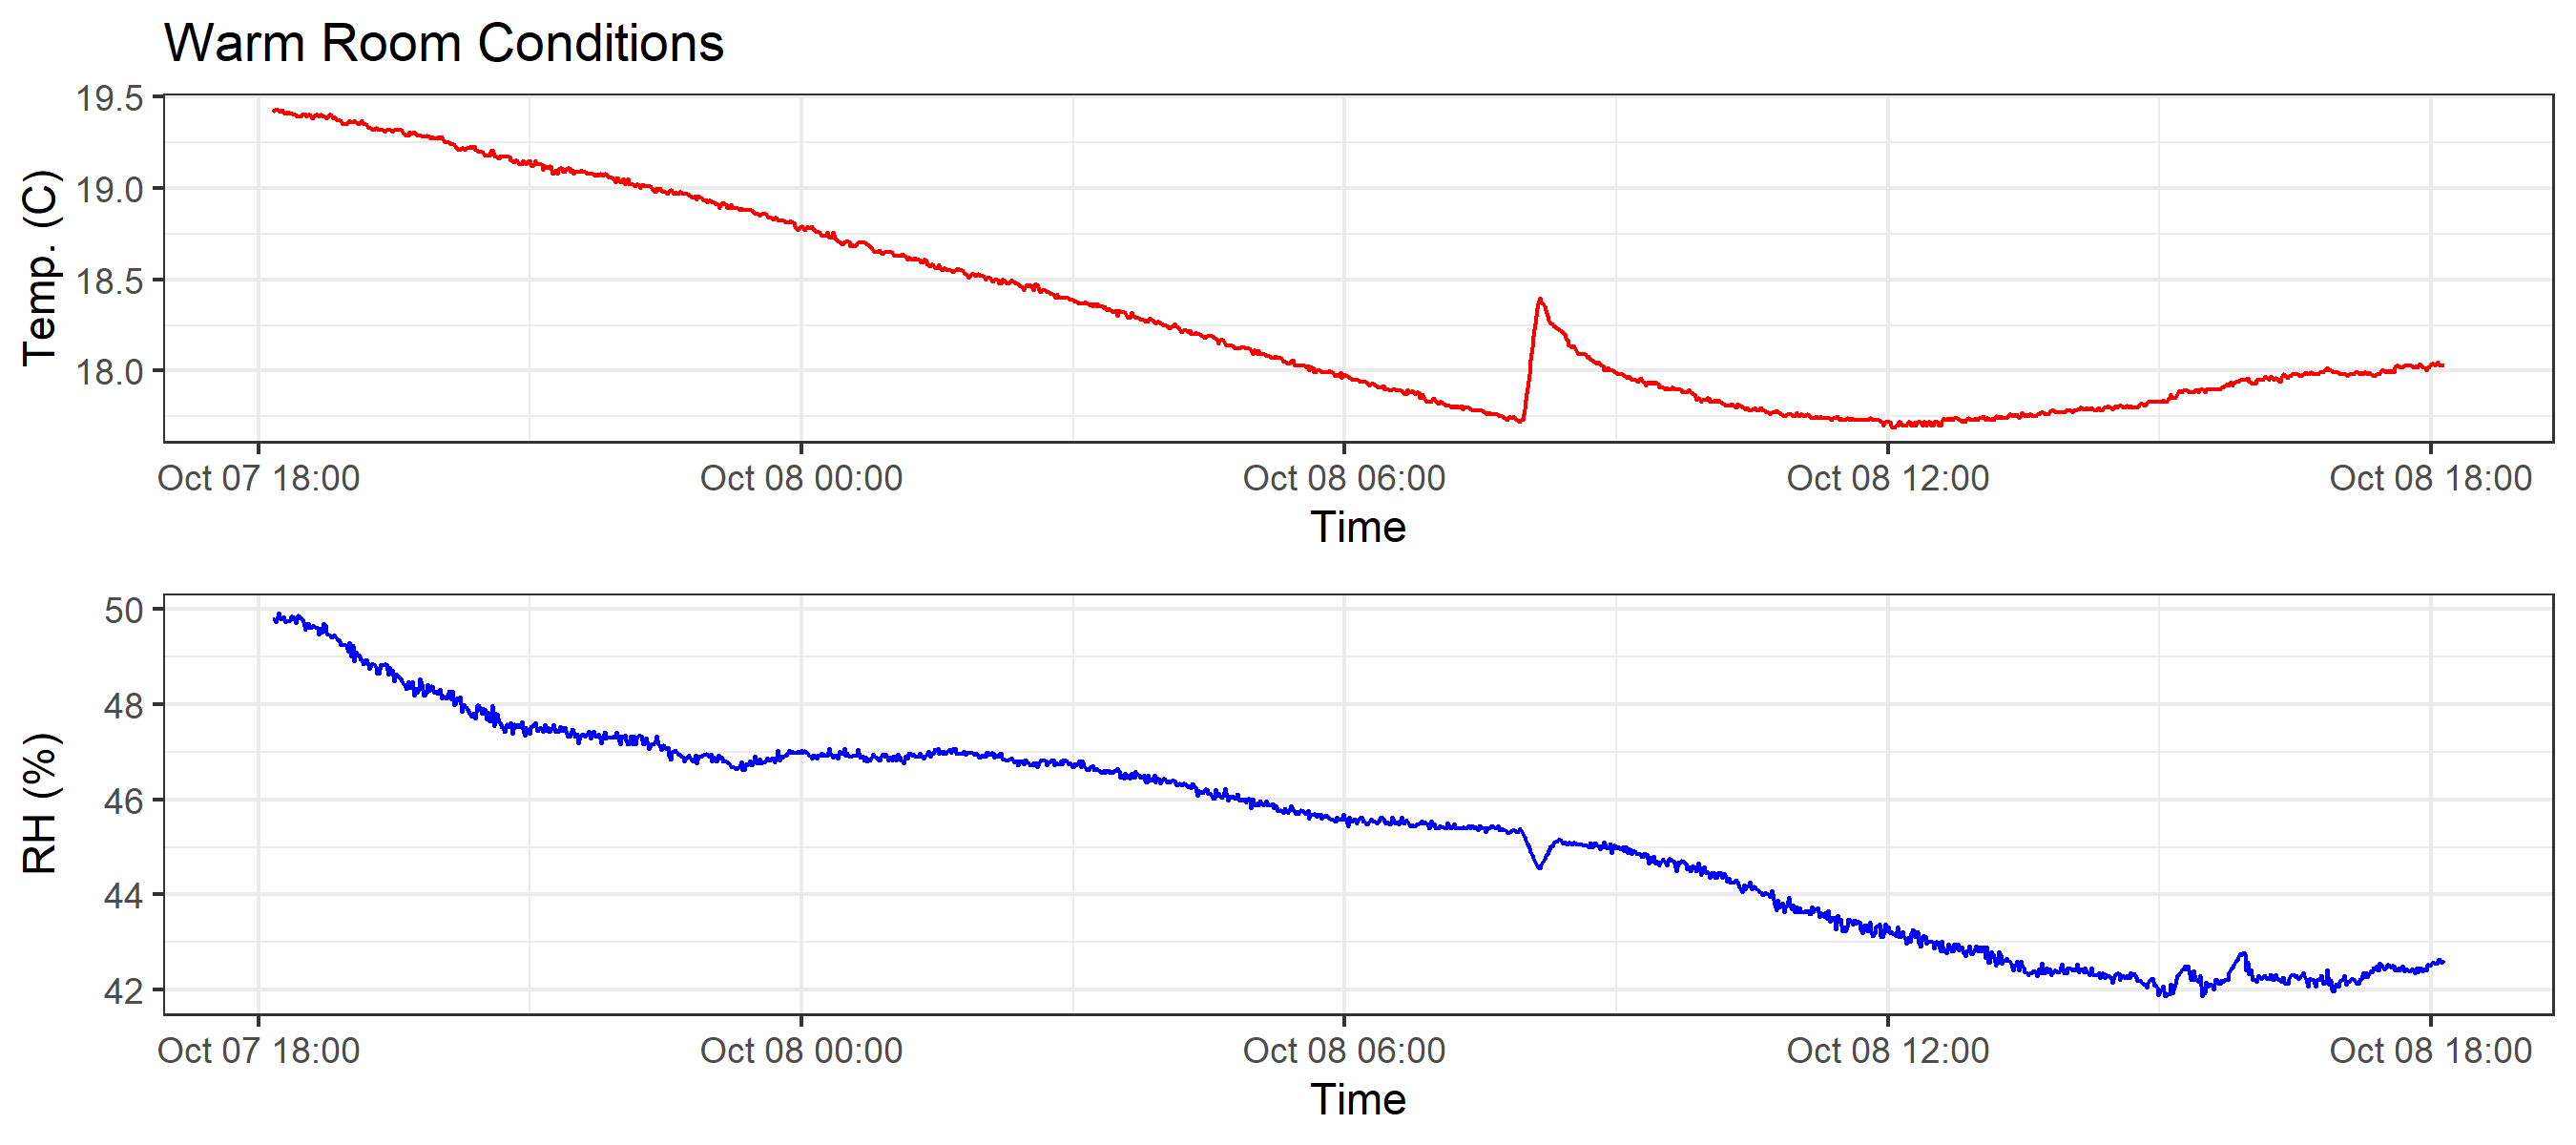 Warm Room Conditions
Temp. (C)
19.5
19.0
18.5
18.0
Oct 07 18:00 Oct 08 00:00 Oct 08 06:00 Oct 08 12:00 Oct 08 18:00
Time
RH (%)
50
48
46
44
42
Oct 07 18:00 Oct 08 00:00 Oct 08 06:00 Oct 08 12:00 Oct 08 18:00
Time